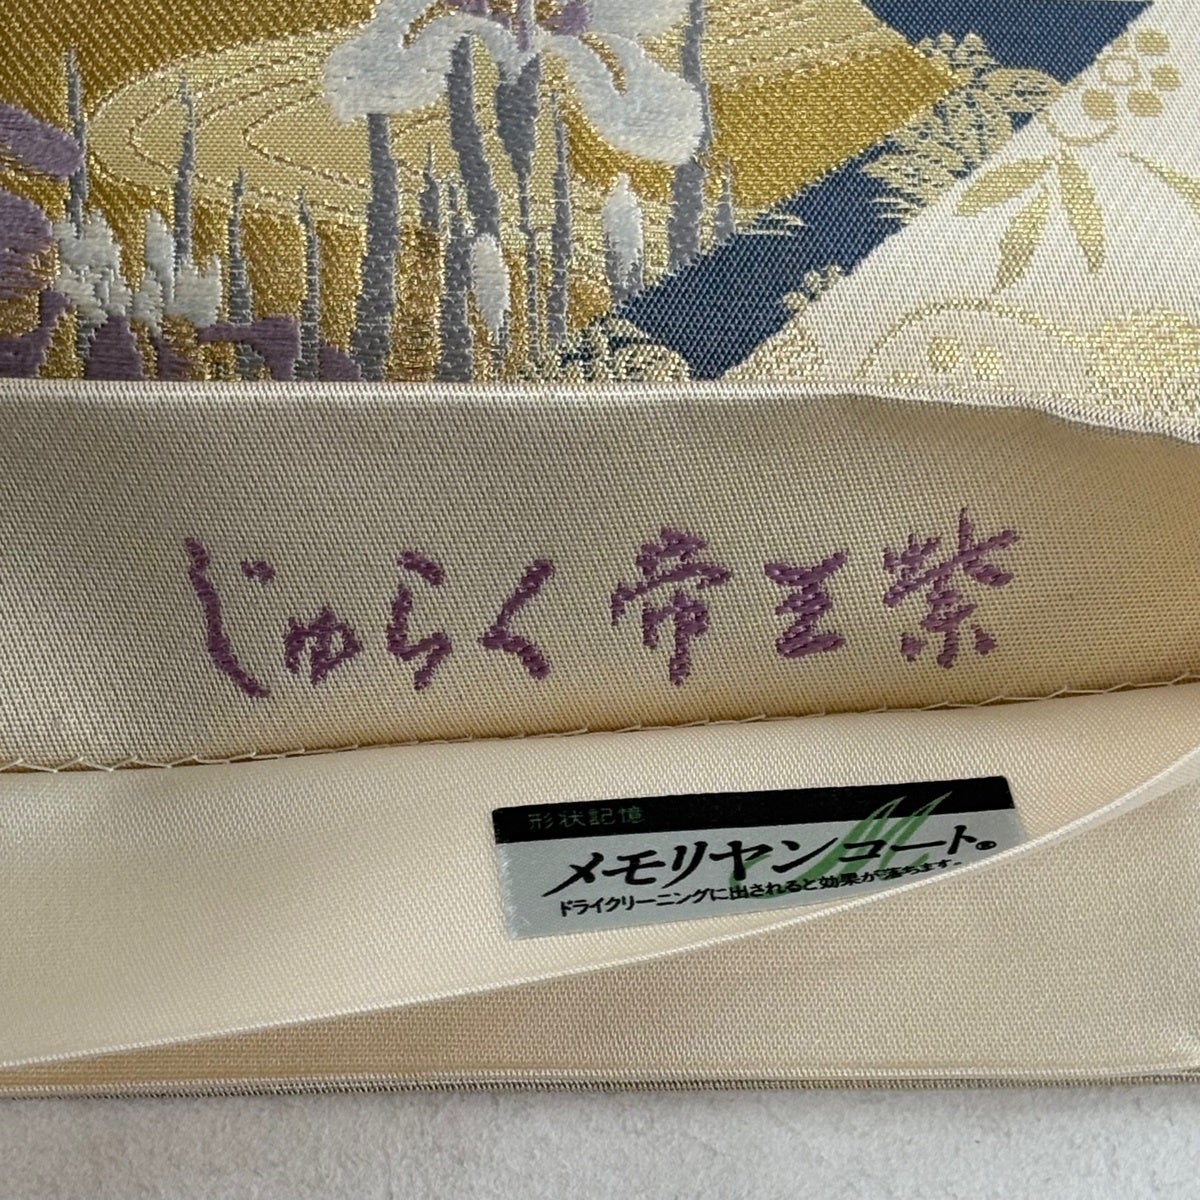 じゅらく帝王紫
形状記憶
メモリヤンコート®
ドライクリーニングに出されると効果が落ちます。